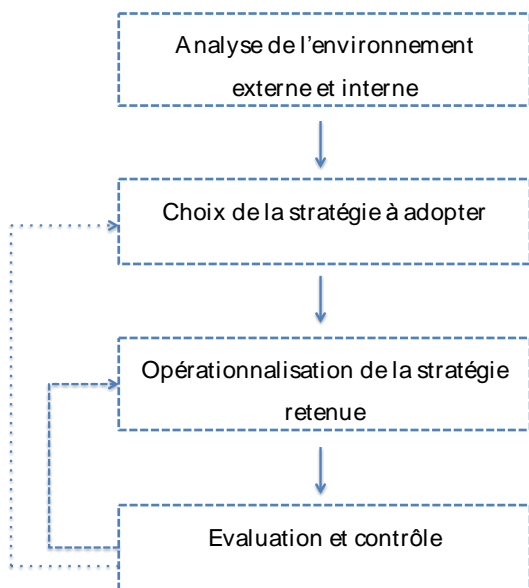 Analyse de l'environnement
externe et interne
Choix de la stratégie à adopter
Opérationnalisation de la stratégie
retenue
Evaluation et contrôle